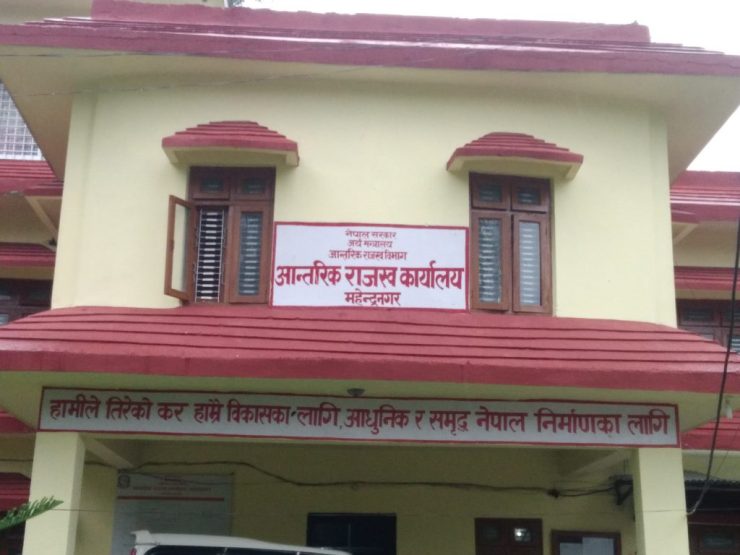 नेपाल सरकार
अर्थ मन्त्रालय
आन्तरिक राजस्व विभाग
आन्तरिक राजस्व कार्यालय
महेन्द्रनगर
हामीले तिरेको कर हाम्रै विकासका लागि, आधुनिक र समृद्ध नेपाल निर्माणका लागि